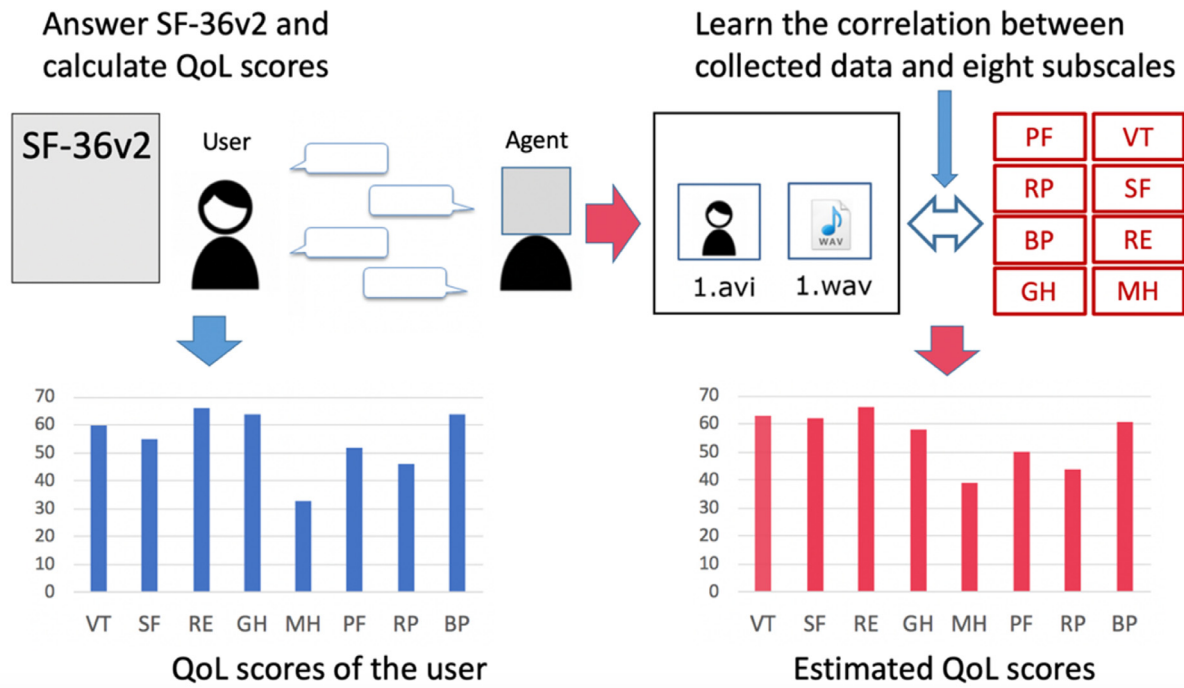 Answer SF-36v2 and
calculate QoL scores
Learn the correlation between
collected data and eight subscales
SF-36v2
User
Agent
WAV
1.avi
1.wav
PF
VT
RP
SF
BP
RE
GH
MH
70
60
50
40
30
20
10
0
VT SF RE GH MH PF RP BP
QoL scores of the user
70
60
50
40
30
20
10
0
VT SF RE GH MH PF RP BP
Estimated QoL scores